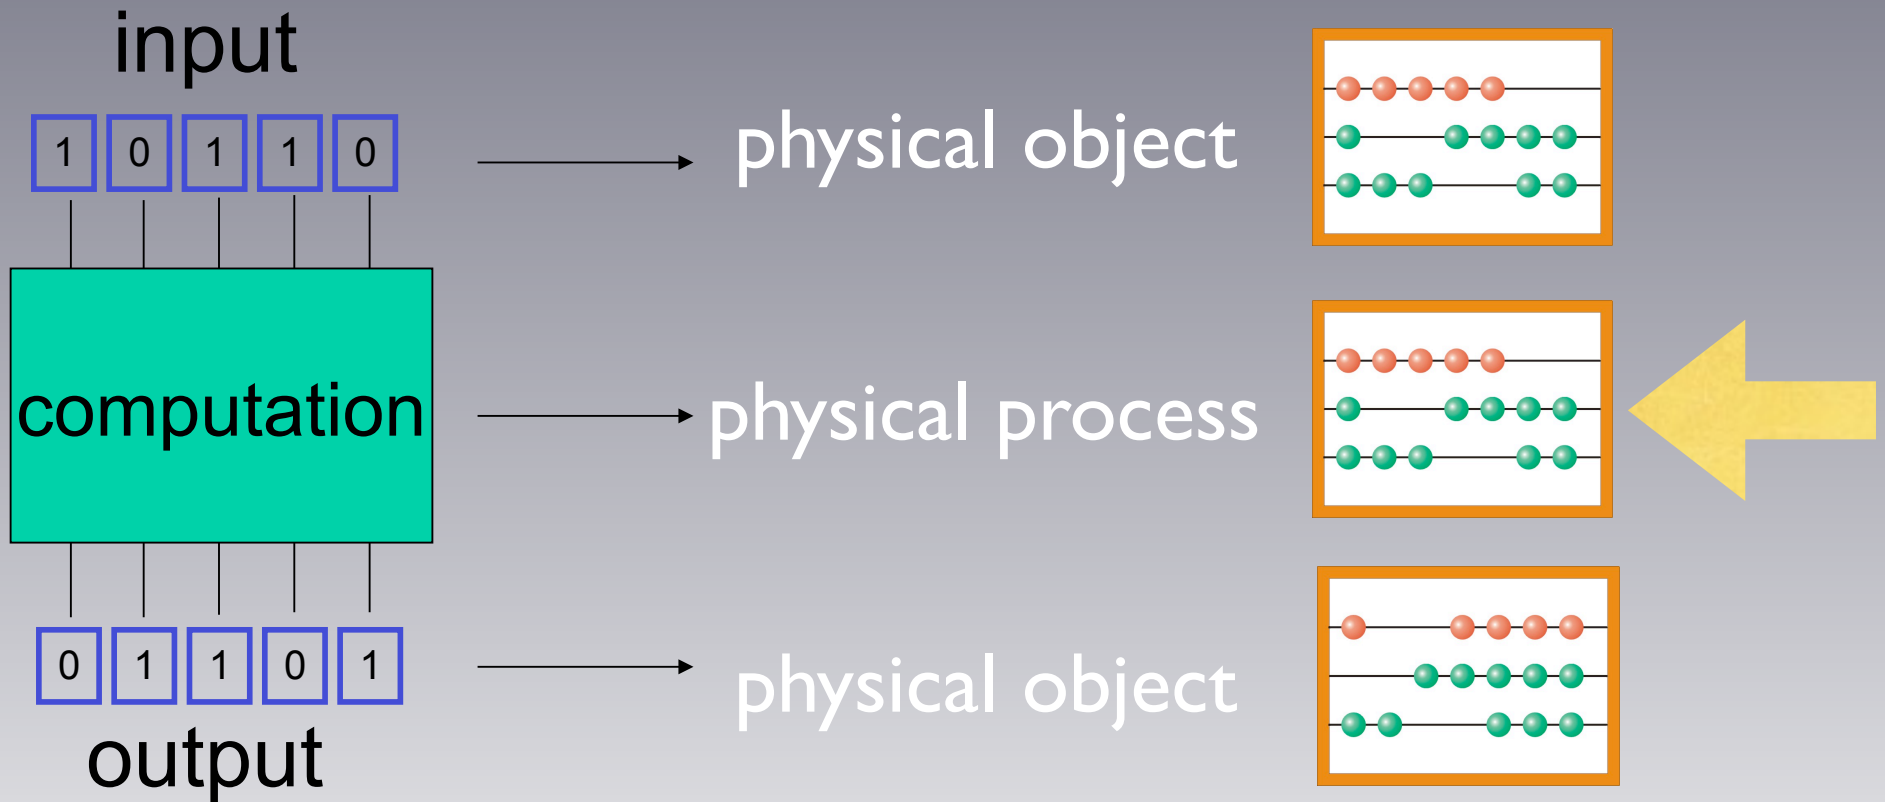 input
1 0 1 1 0
physical object
computation
physical process
0 1 1 0 1
physical object
output